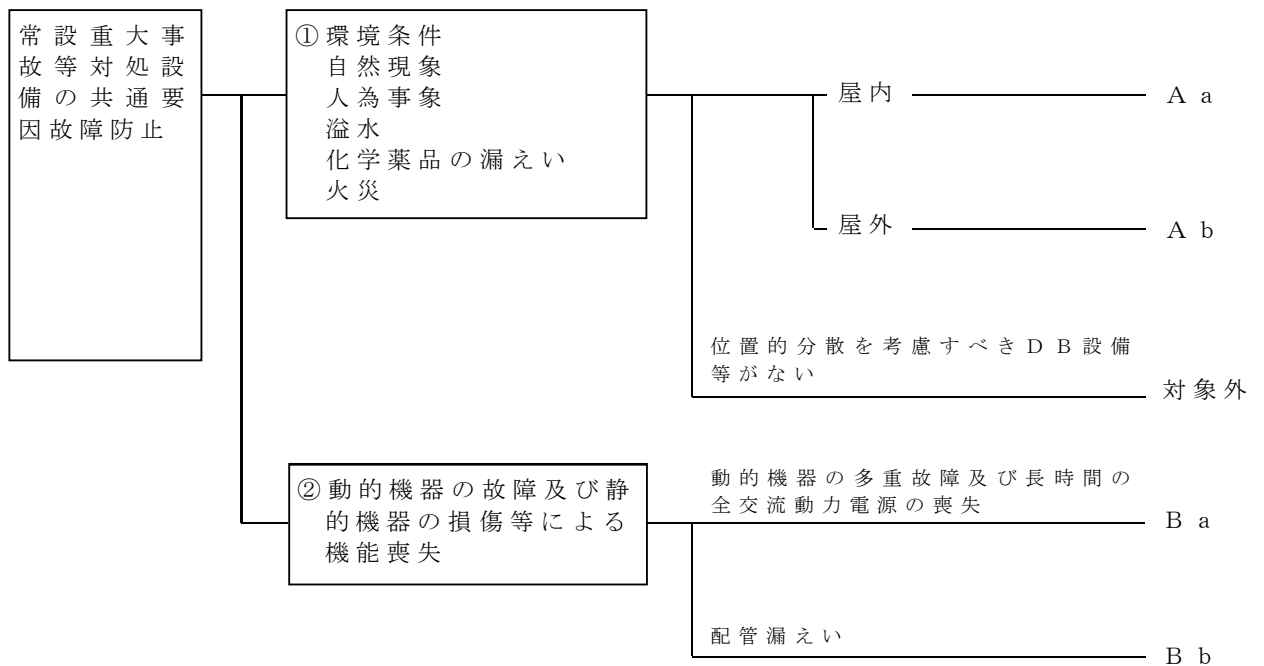 常設重大事
故等対処設
備の共通要
因故障防止
①環境条件
自然現象
人為事象
溢水
化学薬品の漏えい
火災
屋内
Ａａ
屋外
Ａｂ
位置的分散を考慮すべきＤＢ設備
等がない
対象外
②動的機器の故障及び静
的機器の損傷等による
機能喪失
動的機器の多重故障及び長時間の
全交流動力電源の喪失
Ｂａ
配管漏えい
Ｂｂ